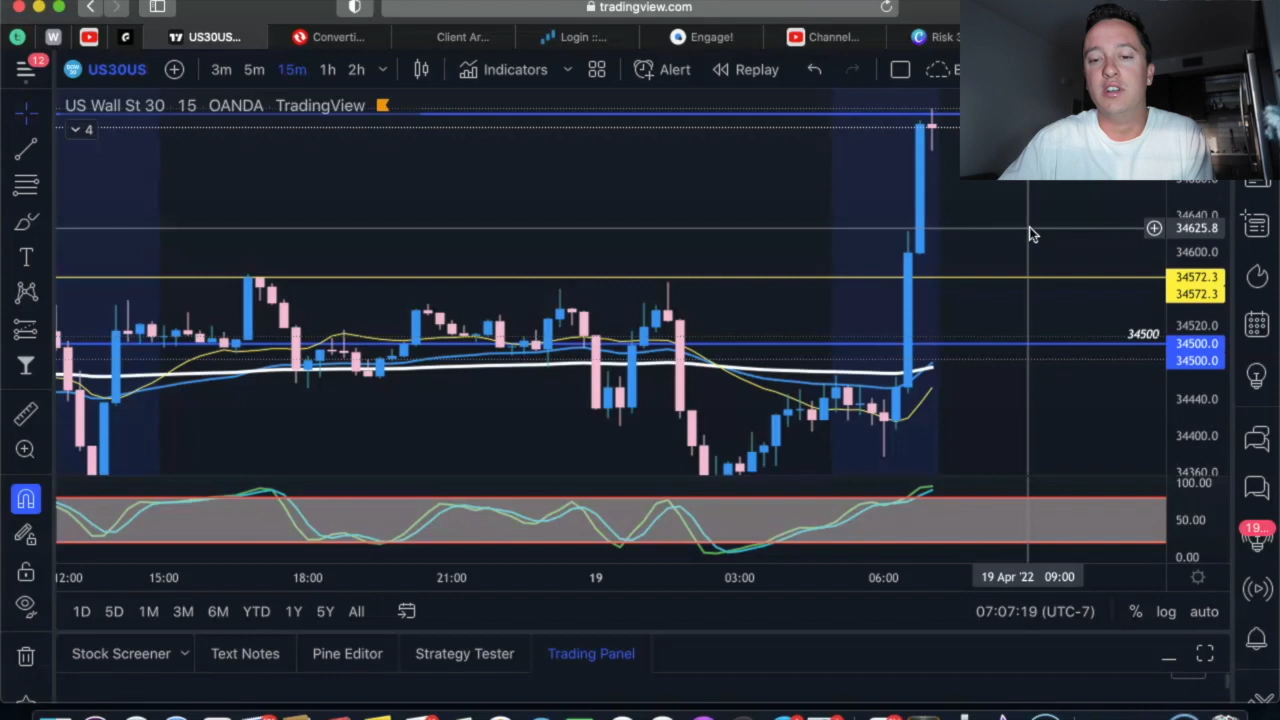 tradingview.com
US30US...
Converti...
Client Ar...
Login ::...
Engage!
Channel...
Risk
12
US30US
3m 5m 15m 1h 2h
Indicators
Alert
Replay
US Wall St 30 15 OANDA TradingView
4
34640.0
34625.8
34600.0
34572.3
34572.3
34520.0
34500
34500.0
34500.0
34440.0
34400.0
34360.0
100.00
50.00
0.00
19...
12:00 15:00 18:00 21:00 19 03:00 06:00 19 Apr '22 09:00
1D 5D 1M 3M 6M YTD 1Y 5Y All
07:07:19 (UTC-7) % log auto
Stock Screener Text Notes Pine Editor Strategy Tester Trading Panel